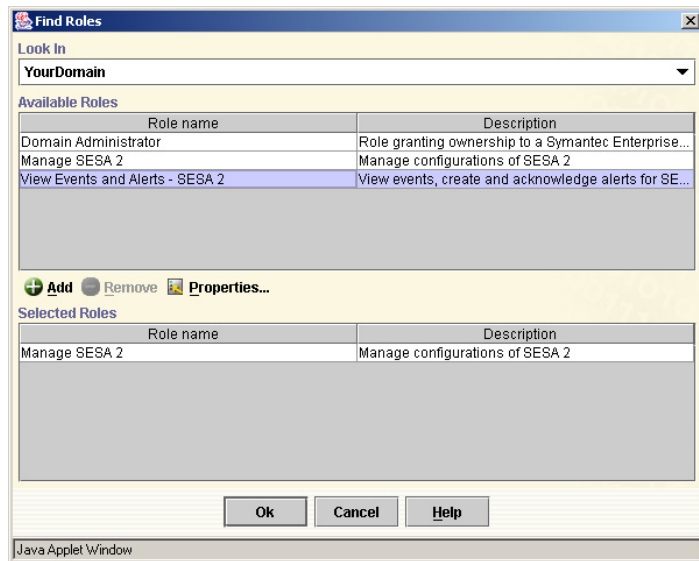 Find Roles
Look In
YourDomain
Available Roles
Role name Description
Domain Administrator Role granting ownership to a Symantec Enterprise...
Manage SESA 2 Manage configurations of SESA 2
View Events and Alerts - SESA 2 View events, create and acknowledge alerts for SE...
Add Remove Properties...
Selected Roles
Role name Description
Manage SESA 2 Manage configurations of SESA 2
Ok Cancel Help
Java Applet Window